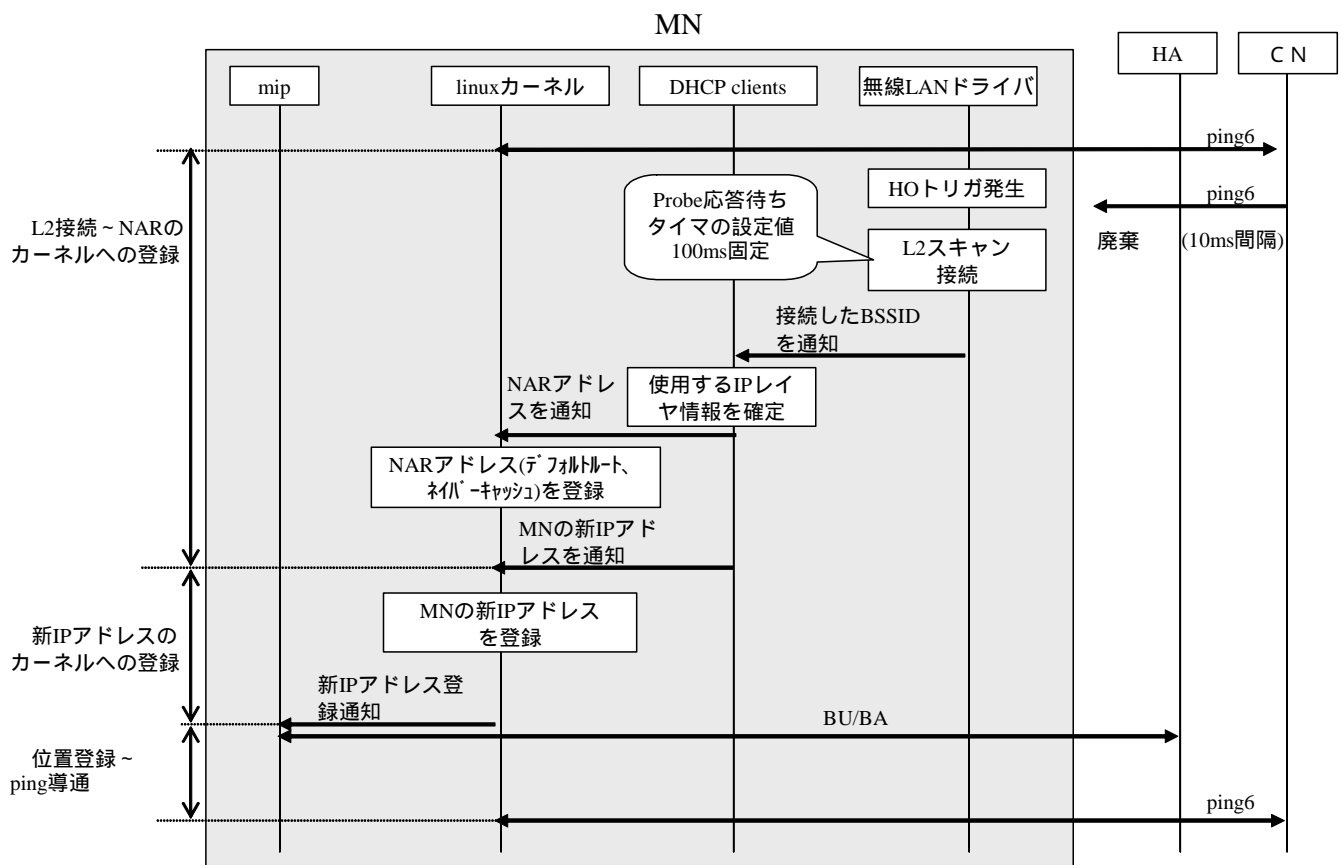 MN
HA
ＣＮ
mip
linuxカーネル
DHCP clients
無線LANドライバ
ping6
HOトリガ発生
ping6
廃棄
(10ms間隔)
Probe応答待ち
タイマの設定値
100ms固定
L2スキャン
接続
L2接続～NARの
カーネルへの登録
接続したBSSID
を通知
使用するIPレイ
ヤ情報を確定
NARアドレ
スを通知
NARアドレス(ﾃﾞﾌｫﾙﾄﾙｰﾄ、
ﾈｲﾊﾞｰｷｬｯｼｭ)を登録
MNの新IPアド
レスを通知
MNの新IPアドレス
を登録
新IPアドレスの
カーネルへの登録
新IPアドレス登
録通知
BU/BA
位置登録～
ping導通
ping6